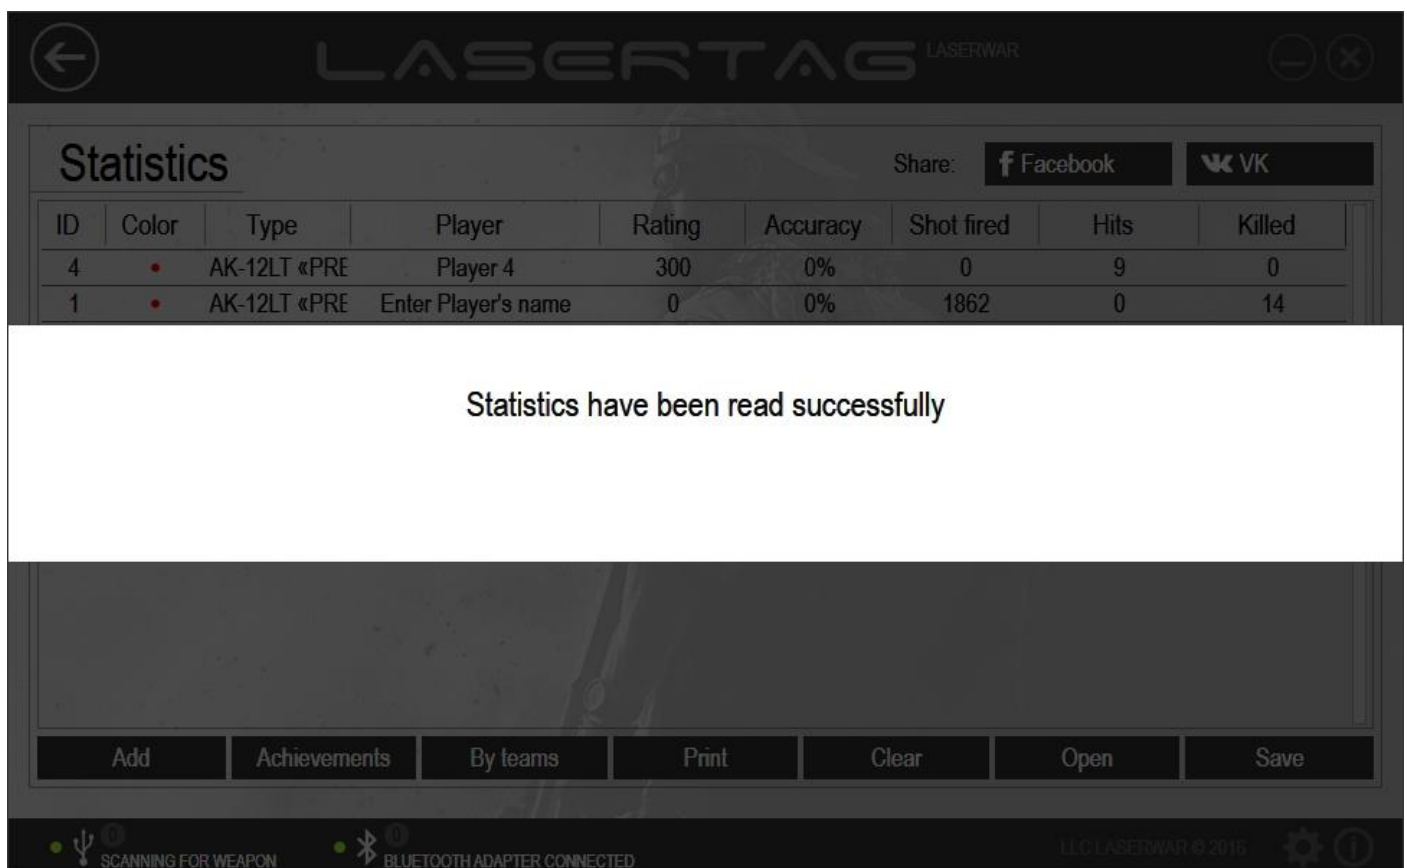 LASERTAG LASERWAR
Statistics
Share: f Facebook VK VK
ID Color Type Player Rating Accuracy Shot fired Hits Killed
4 AK-12LT «PRE Player 4 300 0% 0 9 0
1 AK-12LT «PRE Enter Player's name 0 0% 1862 0 14
Statistics have been read successfully
Add Achievements By teams Print Clear Open Save
0 0
SCANNING FOR WEAPON BLUETOOTH ADAPTER CONNECTED LLC LASERWAR © 2016